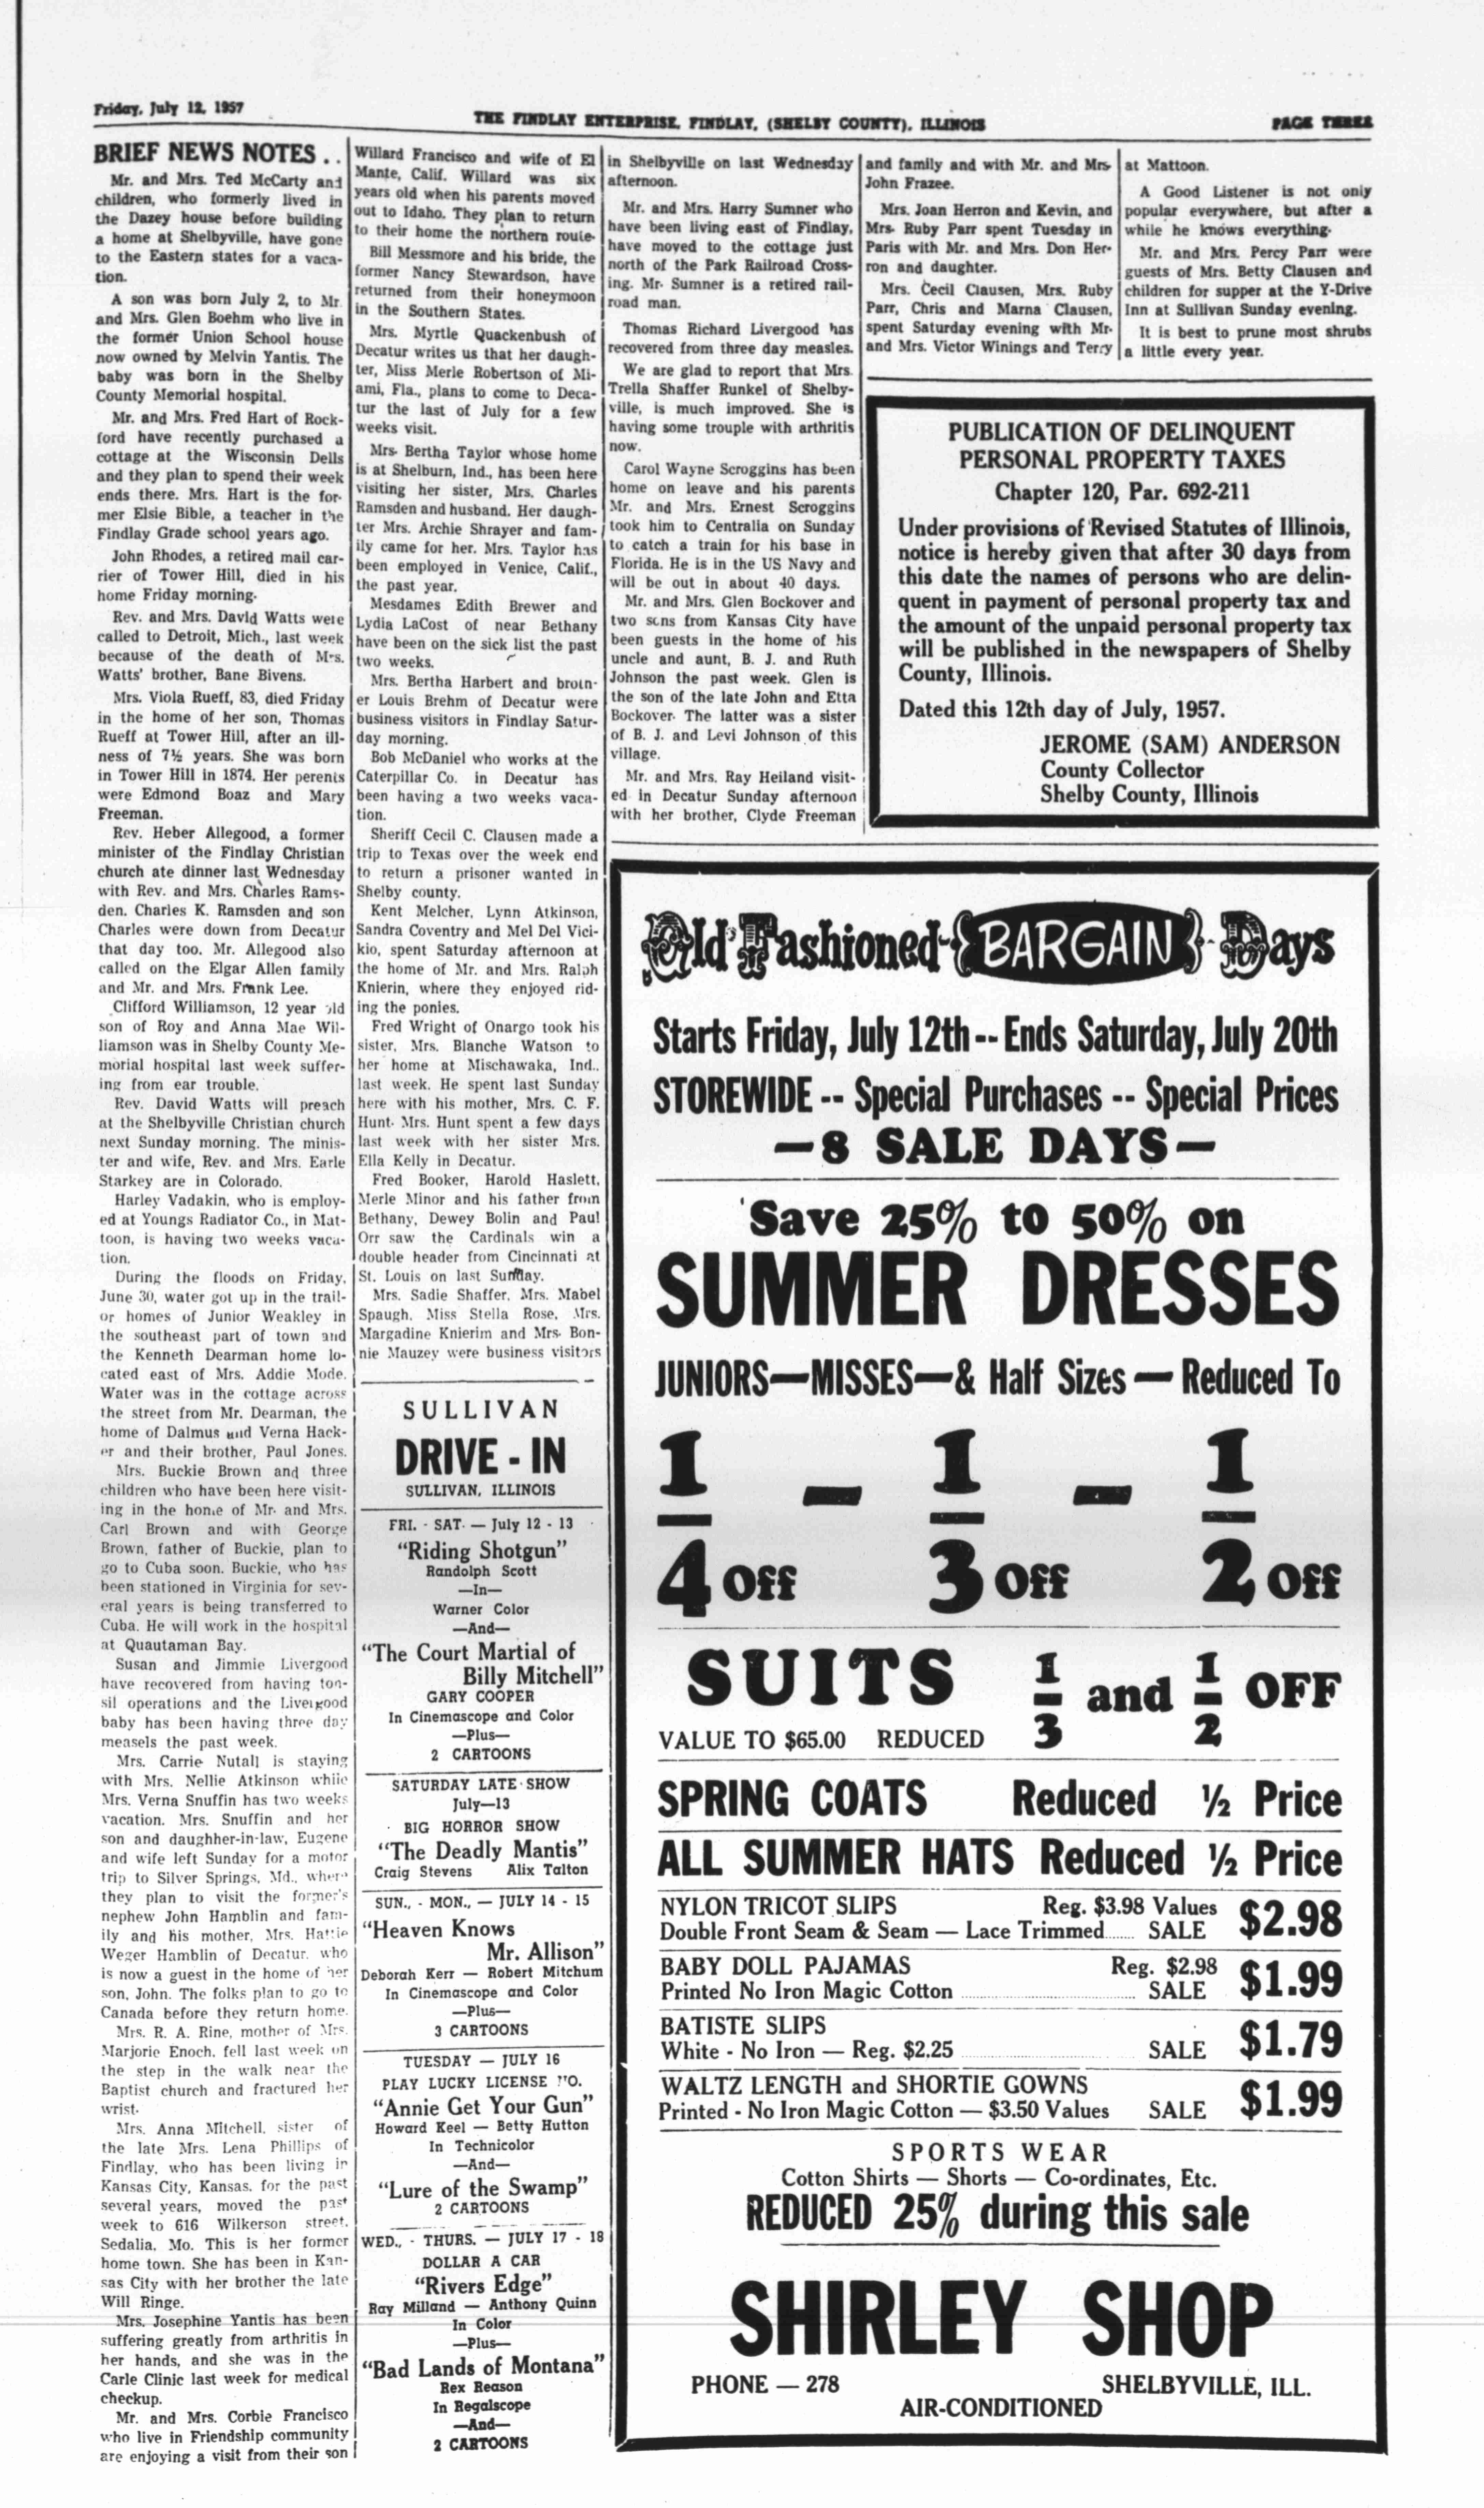 Friday, July 12, 1957
THE FINDLAY ENTERPRISE, FINDLAY, (SHELBY COUNTY), ILLINOIS
PAGE THREE
BRIEF NEWS NOTES . .
Mr. and Mrs. Ted McCarty and
children, who formerly lived in
the Dazey house before building
a home at Shelbyville, have gone
to the Eastern states for a vaca-
tion.
A son was born July 2, to Mr.
and Mrs. Glen Boehm who live in
the former Union School house
now owned by Melvin Yantis. The
baby was born in the Shelby
County Memorial hospital.
Mr. and Mrs. Fred Hart of Rock-
ford have recently purchased a
cottage at the Wisconsin Dells
and they plan to spend their week
ends there. Mrs. Hart is the for-
mer Elsie Bible, a teacher in the
Findlay Grade school years ago.
John Rhodes, a retired mail car-
rier of Tower Hill, died in his
home Friday morning.
Rev. and Mrs. David Watts were
called to Detroit, Mich., last week
because of the death of Mrs.
Watts' brother, Bane Bivens.
Mrs. Viola Rueff, 83, died Friday
in the home of her son, Thomas
Rueff at Tower Hill, after an ill-
ness of 7½ years. She was born
in Tower Hill in 1874. Her perents
were Edmond Boaz and Mary
Freeman.
Rev. Heber Allegood, a former
minister of the Findlay Christian
church ate dinner last Wednesday
with Rev. and Mrs. Charles Rams-
den. Charles K. Ramsden and son
Charles were down from Decatur
that day too. Mr. Allegood also
called on the Elgar Allen family
and Mr. and Mrs. Frank Lee.
Clifford Williamson, 12 year old
son of Roy and Anna Mae Wil-
liamson was in Shelby County Me-
morial hospital last week suffer-
ing from ear trouble.
Rev. David Watts will preach
at the Shelbyville Christian church
next Sunday morning. The minis-
ter and wife, Rev. and Mrs. Earle
Starkey are in Colorado.
Harley Vadakin, who is employ-
ed at Youngs Radiator Co., in Mat-
toon, is having two weeks vaca-
tion.
During the floods on Friday,
June 30, water got up in the trail-
or homes of Junior Weakley in
the southeast part of town and
the Kenneth Dearman home lo-
cated east of Mrs. Addie Mode.
Water was in the cottage across
the street from Mr. Dearman, the
home of Dalmus and Verna Hack-
er and their brother, Paul Jones.
Mrs. Buckie Brown and three
children who have been here visit-
ing in the home of Mr. and Mrs.
Carl Brown and with George
Brown, father of Buckie, plan to
go to Cuba soon. Buckie, who has
been stationed in Virginia for sev-
eral years is being transferred to
Cuba. He will work in the hospital
at Quautaman Bay.
Susan and Jimmie Livergood
have recovered from having ton-
sil operations and the Livergood
baby has been having three day
measels the past week.
Mrs. Carrie Nutall is staying
with Mrs. Nellie Atkinson while
Mrs. Verna Snuffin has two weeks
vacation. Mrs. Snuffin and her
son and daughher-in-law, Eugene
and wife left Sunday for a motor
trip to Silver Springs, Md., where
they plan to visit the former's
nephew John Hamblin and fam-
ily and his mother, Mrs. Hattie
Weger Hamblin of Decatur, who
is now a guest in the home of her
son, John. The folks plan to go to
Canada before they return home.
Mrs. R. A. Rine, mother of Mrs.
Marjorie Enoch, fell last week on
the step in the walk near the
Baptist church and fractured her
wrist.
Mrs. Anna Mitchell, sister of
the late Mrs. Lena Phillips of
Findlay, who has been living in
Kansas City, Kansas, for the past
several years, moved the past
week to 616 Wilkerson street,
Sedalia, Mo. This is her former
home town. She has been in Kan-
sas City with her brother the late
Will Ringe.
Mrs. Josephine Yantis has been
suffering greatly from arthritis in
her hands, and she was in the
Carle Clinic last week for medical
checkup.
Mr. and Mrs. Corbie Francisco
who live in Friendship community
are enjoying a visit from their son
Willard Francisco and wife of El
Mante, Calif. Willard was six
years old when his parents moved
out to Idaho. They plan to return
to their home the northern route.
Bill Messmore and his bride, the
former Nancy Stewardson, have
returned from their honeymoon
in the Southern States.
Mrs. Myrtle Quackenbush of
Decatur writes us that her daugh-
ter, Miss Merle Robertson of Mi-
ami, Fla., plans to come to Deca-
tur the last of July for a few
weeks visit.
Mrs. Bertha Taylor whose home
is at Shelburn, Ind., has been here
visiting her sister, Mrs. Charles
Ramsden and husband. Her daugh-
ter Mrs. Archie Shrayer and fam-
ily came for her. Mrs. Taylor has
been employed in Venice, Calif.,
the past year.
Mesdames Edith Brewer and
Lydia LaCost of near Bethany
have been on the sick list the past
two weeks.
Mrs. Bertha Harbert and broth-
er Louis Brehm of Decatur were
business visitors in Findlay Satur-
day morning.
Bob McDaniel who works at the
Caterpillar Co. in Decatur has
been having a two weeks vaca-
tion.
Sheriff Cecil C. Clausen made a
trip to Texas over the week end
to return a prisoner wanted in
Shelby county.
Kent Melcher, Lynn Atkinson,
Sandra Coventry and Mel Del Vici-
kio, spent Saturday afternoon at
the home of Mr. and Mrs. Ralph
Knierin, where they enjoyed rid-
ing the ponies.
Fred Wright of Onargo took his
sister, Mrs. Blanche Watson to
her home at Mischawaka, Ind.,
last week. He spent last Sunday
here with his mother, Mrs. C. F.
Hunt. Mrs. Hunt spent a few days
last week with her sister Mrs.
Ella Kelly in Decatur.
Fred Booker, Harold Haslett,
Merle Minor and his father from
Bethany, Dewey Bolin and Paul
Orr saw the Cardinals win a
double header from Cincinnati at
St. Louis on last Sunday.
Mrs. Sadie Shaffer, Mrs. Mabel
Spaugh, Miss Stella Rose, Mrs.
Margadine Knierim and Mrs. Bon-
nie Mauzey were business visitors
in Shelbyville on last Wednesday
afternoon.
Mr. and Mrs. Harry Sumner who
have been living east of Findlay,
have moved to the cottage just
north of the Park Railroad Cross-
ing. Mr. Sumner is a retired rail-
road man.
Thomas Richard Livergood has
recovered from three day measles.
We are glad to report that Mrs.
Trella Shaffer Runkel of Shelby-
ville, is much improved. She is
having some trouple with arthritis
now.
Carol Wayne Scroggins has been
home on leave and his parents
Mr. and Mrs. Ernest Scroggins
took him to Centralia on Sunday
to catch a train for his base in
Florida. He is in the US Navy and
will be out in about 40 days.
Mr. and Mrs. Glen Bockover and
two sons from Kansas City have
been guests in the home of his
uncle and aunt, B. J. and Ruth
Johnson the past week. Glen is
the son of the late John and Etta
Bockover. The latter was a sister
of B. J. and Levi Johnson of this
village.
Mr. and Mrs. Ray Heiland visit-
ed in Decatur Sunday afternoon
with her brother, Clyde Freeman
and family and with Mr. and Mrs.
John Frazee.
Mrs. Joan Herron and Kevin, and
Mrs. Ruby Parr spent Tuesday in
Paris with Mr. and Mrs. Don Her-
ron and daughter.
Mrs. Cecil Clausen, Mrs. Ruby
Parr, Chris and Marna Clausen,
spent Saturday evening with Mr.
and Mrs. Victor Winings and Terry
at Mattoon.
A Good Listener is not only
popular everywhere, but after a
while he knows everything.
Mr. and Mrs. Percy Parr were
guests of Mrs. Betty Clausen and
children for supper at the Y-Drive
Inn at Sullivan Sunday evening.
It is best to prune most shrubs
a little every year.
PUBLICATION OF DELINQUENT
PERSONAL PROPERTY TAXES
Chapter 120, Par. 692-211
Under provisions of Revised Statutes of Illinois,
notice is hereby given that after 30 days from
this date the names of persons who are delin-
quent in payment of personal property tax and
the amount of the unpaid personal property tax
will be published in the newspapers of Shelby
County, Illinois.
Dated this 12th day of July, 1957.
JEROME (SAM) ANDERSON
County Collector
Shelby County, Illinois
SULLIVAN
DRIVE - IN
SULLIVAN, ILLINOIS
FRI. - SAT. — July 12 - 13
"Riding Shotgun"
Randolph Scott
—In—
Warner Color
—And—
"The Court Martial of
Billy Mitchell"
GARY COOPER
In Cinemascope and Color
—Plus—
2 CARTOONS
SATURDAY LATE SHOW
July—13
BIG HORROR SHOW
"The Deadly Mantis"
Craig Stevens Alix Talton
SUN., - MON., — JULY 14 - 15
"Heaven Knows
Mr. Allison"
Deborah Kerr — Robert Mitchum
In Cinemascope and Color
—Plus—
3 CARTOONS
TUESDAY — JULY 16
PLAY LUCKY LICENSE NO.
"Annie Get Your Gun"
Howard Keel — Betty Hutton
In Technicolor
—And—
"Lure of the Swamp"
2 CARTOONS
WED., - THURS. — JULY 17 - 18
DOLLAR A CAR
"Rivers Edge"
Ray Milland — Anthony Quinn
In Color
—Plus—
"Bad Lands of Montana"
Rex Reason
In Regalscope
—And—
2 CARTOONS
Old Fashioned BARGAIN Days
Starts Friday, July 12th -- Ends Saturday, July 20th
STOREWIDE -- Special Purchases -- Special Prices
—8 SALE DAYS—
Save 25% to 50% on
SUMMER DRESSES
JUNIORS—MISSES—& Half Sizes — Reduced To
1/4 Off - 1/3 Off - 1/2 Off
SUITS 1/3 and 1/2 OFF
VALUE TO $65.00 REDUCED
SPRING COATS Reduced ½ Price
ALL SUMMER HATS Reduced ½ Price
NYLON TRICOT SLIPS Reg. $3.98 Values
Double Front Seam & Seam — Lace Trimmed....... SALE $2.98
BABY DOLL PAJAMAS Reg. $2.98
Printed No Iron Magic Cotton ........ SALE $1.99
BATISTE SLIPS
White - No Iron — Reg. $2.25 ........ SALE $1.79
WALTZ LENGTH and SHORTIE GOWNS
Printed - No Iron Magic Cotton — $3.50 Values SALE $1.99
SPORTS WEAR
Cotton Shirts — Shorts — Co-ordinates, Etc.
REDUCED 25% during this sale
SHIRLEY SHOP
PHONE — 278 SHELBYVILLE, ILL.
AIR-CONDITIONED